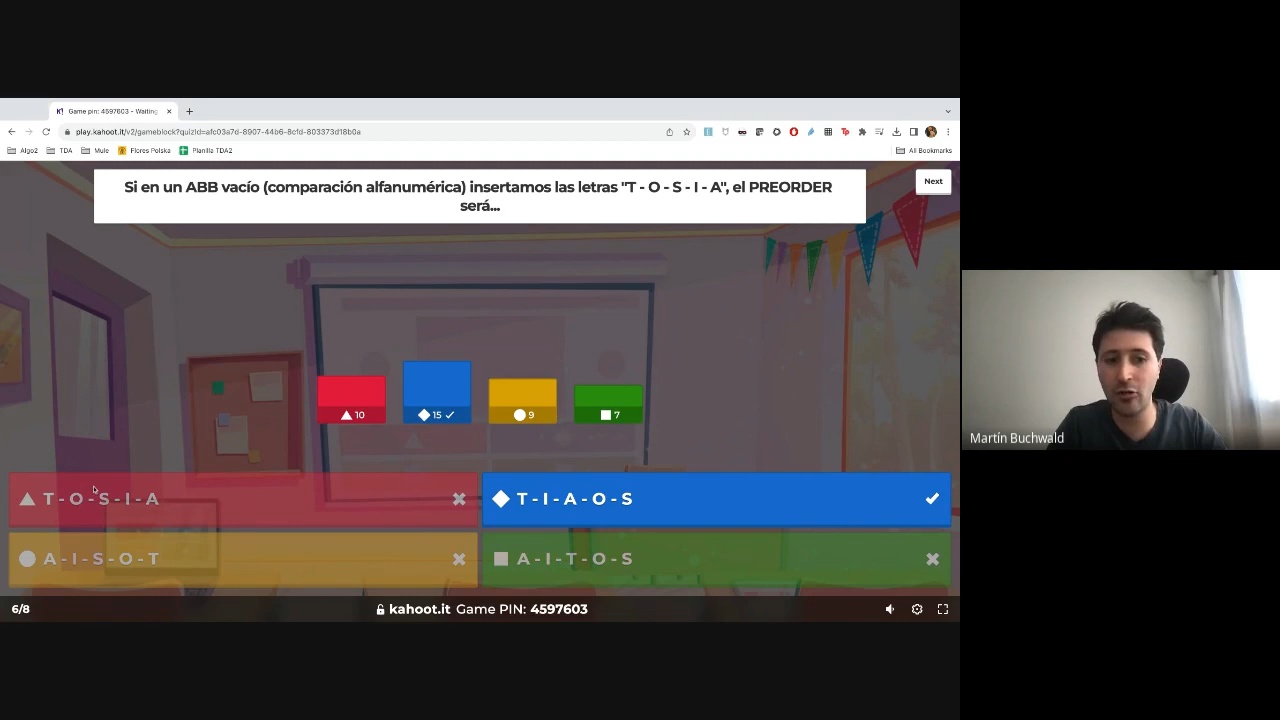 Game pin: 4597603 - Waiting
play.kahoot.it/v2/gameblock?quizId=afc03a7d-8907-44b6-8cfd-803373d18b0a
Algo2
TDA
Mule
Flores Polska
Planilla TDA2
All Bookmarks
Si en un ABB vacío (comparación alfanumérica) insertamos las letras "T - O - S - I - A", el PREORDER
será...
Next
10
15
9
7
T - O - S - I - A
T - I - A - O - S
A - I - S - O - T
A - I - T - O - S
6/8
kahoot.it Game PIN: 4597603
Martín Buchwald